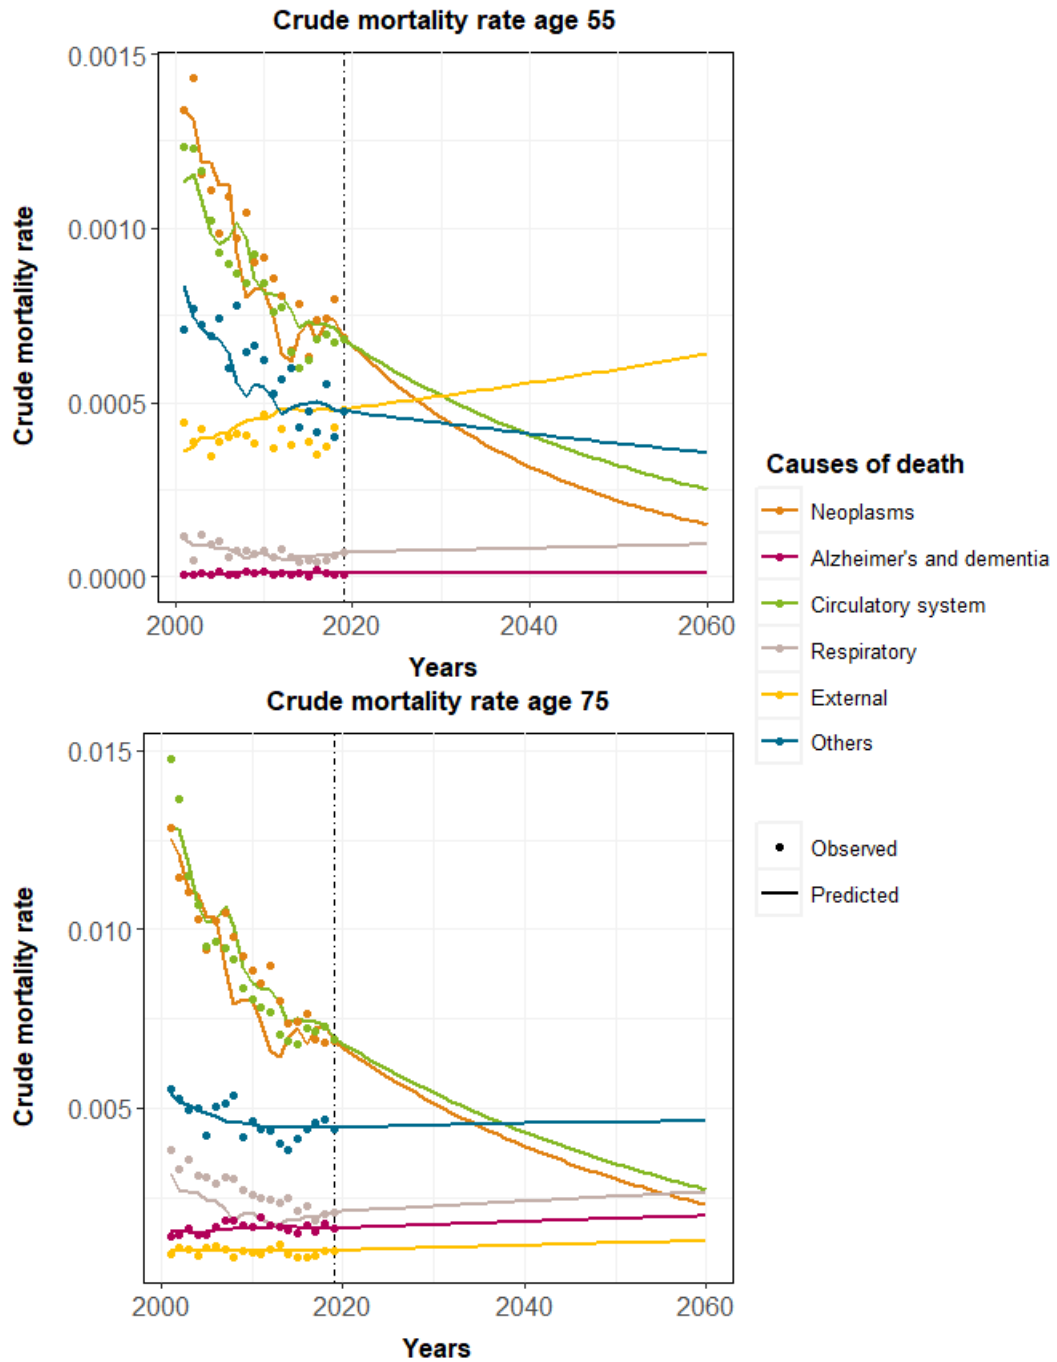 Crude mortality rate age 55
0.0015
0.0010
0.0005
0.0000
Crude mortality rate
2000 2020 2040 2060
Years
Crude mortality rate age 75
0.015
0.010
0.005
Crude mortality rate
2000 2020 2040 2060
Years
Causes of death
Neoplasms
Alzheimer's and dementia
Circulatory system
Respiratory
External
Others
Observed
Predicted